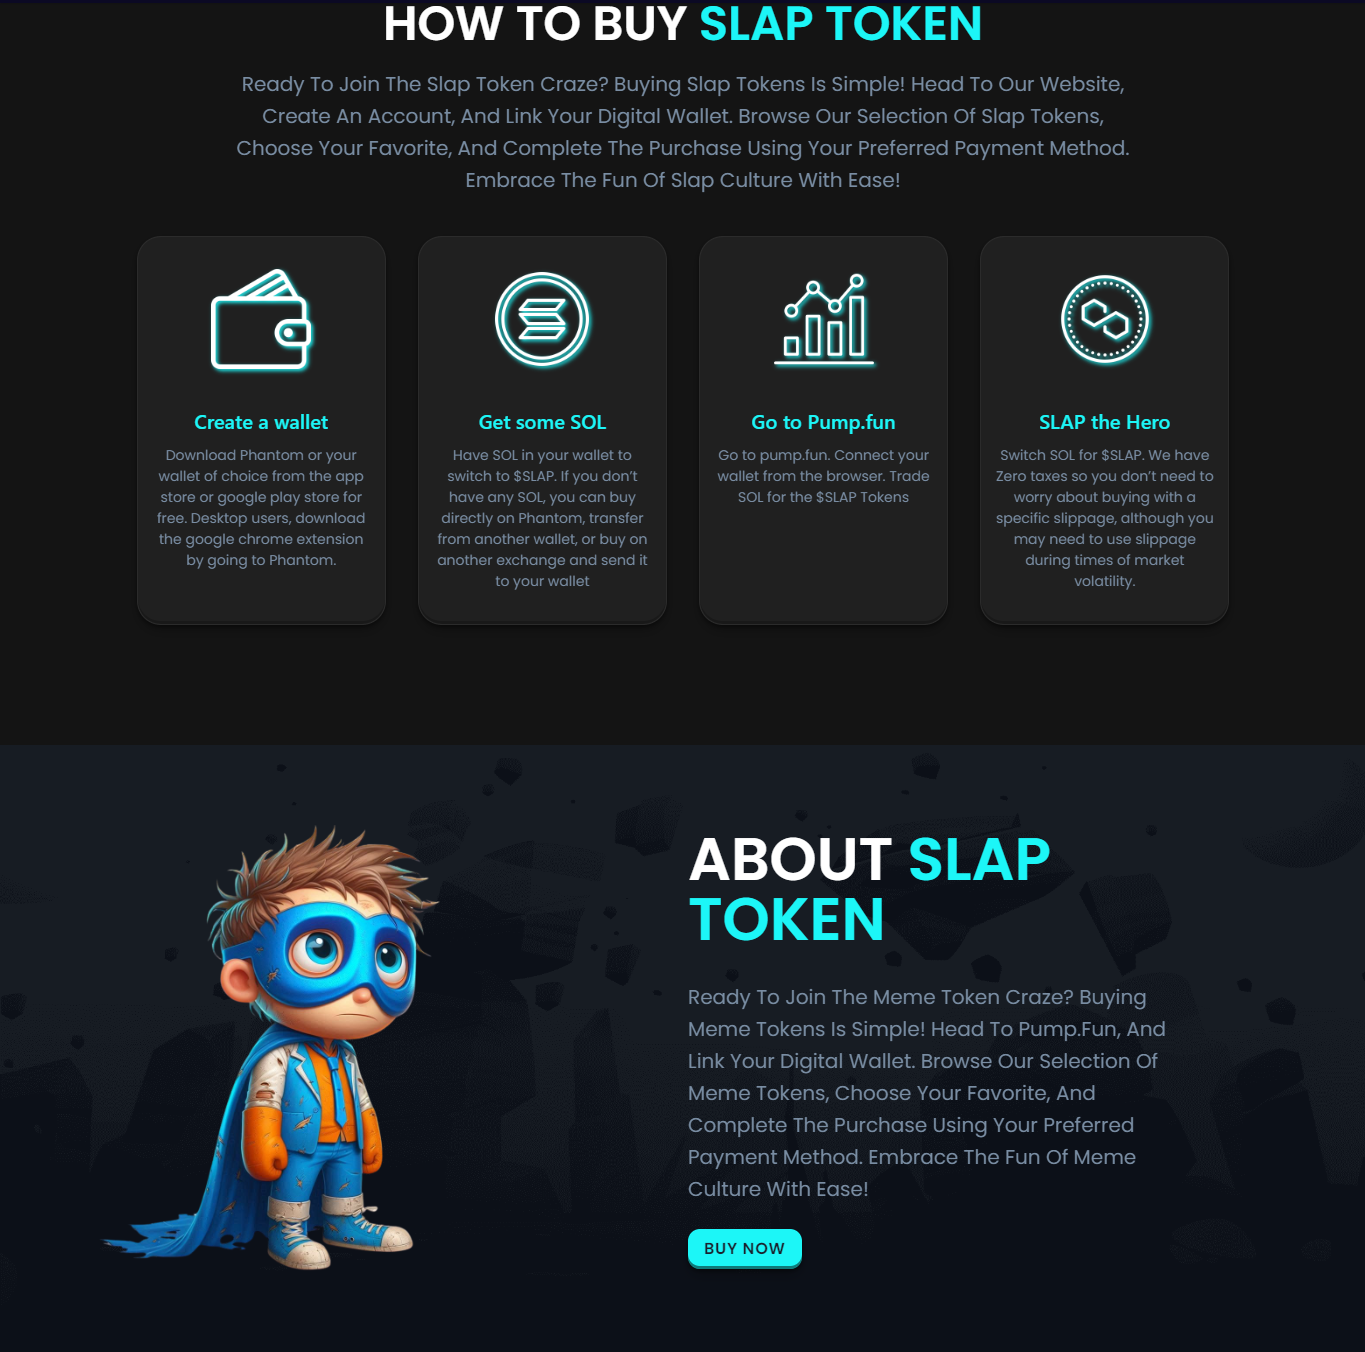 HOW TO BUY SLAP TOKEN
Ready To Join The Slap Token Craze? Buying Slap Tokens Is Simple! Head To Our Website,
Create An Account, And Link Your Digital Wallet. Browse Our Selection Of Slap Tokens,
Choose Your Favorite, And Complete The Purchase Using Your Preferred Payment Method.
Embrace The Fun Of Slap Culture With Ease!
Create a wallet
Download Phantom or your
wallet of choice from the app
store or google play store for
free. Desktop users, download
the google chrome extension
by going to Phantom.
Get some SOL
Have SOL in your wallet to
switch to $SLAP. If you don’t
have any SOL, you can buy
directly on Phantom, transfer
from another wallet, or buy on
another exchange and send it
to your wallet
Go to Pump.fun
Go to pump.fun. Connect your
wallet from the browser. Trade
SOL for the $SLAP Tokens
SLAP the Hero
Switch SOL for $SLAP. We have
Zero taxes so you don’t need to
worry about buying with a
specific slippage, although you
may need to use slippage
during times of market
volatility.
ABOUT SLAP
TOKEN
Ready To Join The Meme Token Craze? Buying
Meme Tokens Is Simple! Head To Pump.Fun, And
Link Your Digital Wallet. Browse Our Selection Of
Meme Tokens, Choose Your Favorite, And
Complete The Purchase Using Your Preferred
Payment Method. Embrace The Fun Of Meme
Culture With Ease!
BUY NOW